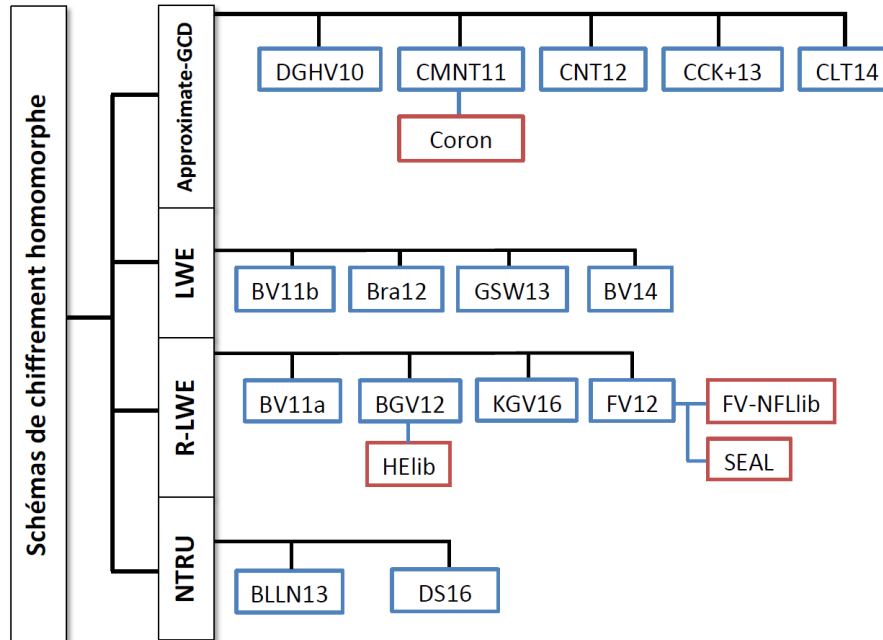 Schémas de chiffrement homomorphe
Approximate-GCD
DGHV10
CMNT11
CNT12
CCK+13
CLT14
Coron
LWE
BV11b
Bra12
GSW13
BV14
R-LWE
BV11a
BGV12
KGV16
FV12
FV-NFLlib
HElib
SEAL
NTRU
BLLN13
DS16